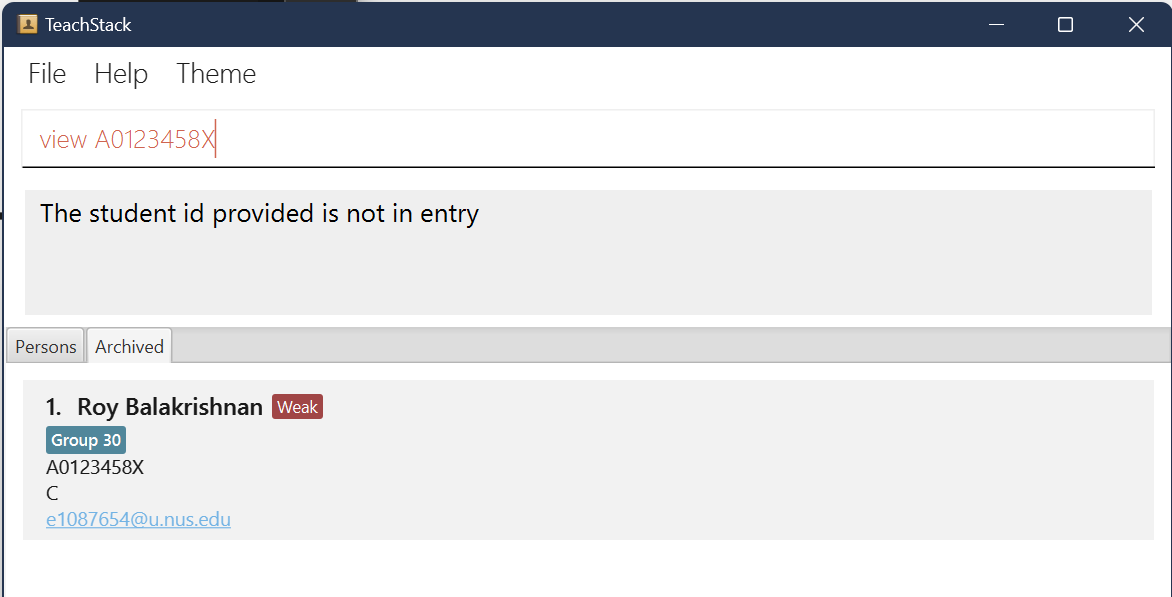 TeachStack
File Help Theme
view A0123458X
The student id provided is not in entry
Persons Archived
1. Roy Balakrishnan Weak
Group 30
A0123458X
C
e1087654@u.nus.edu